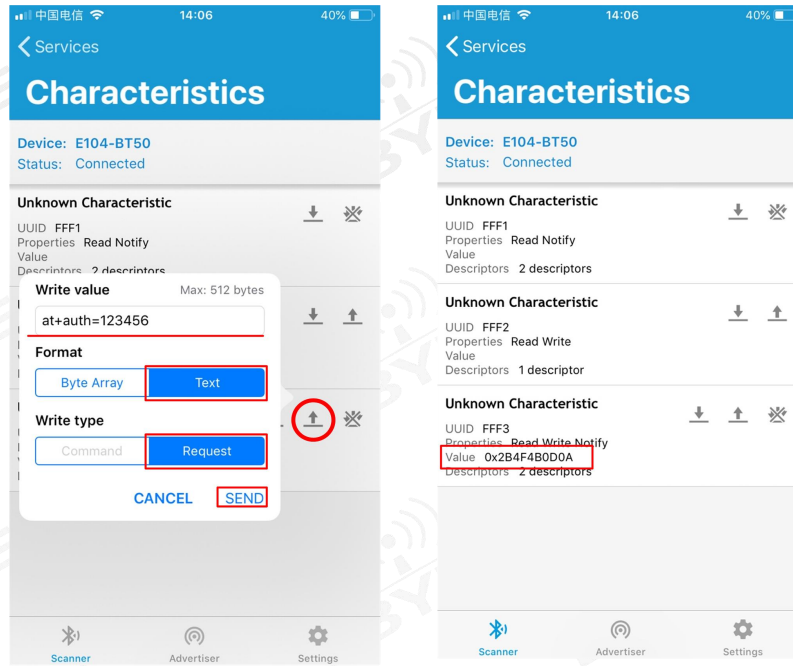 中国电信 14:06 40%
Services
Characteristics
Device: E104-BT50
Status: Connected
Unknown Characteristic
UUID FFF1
Properties Read Notify
Value
Descriptors 2 descriptors
Write value Max: 512 bytes
at+auth=123456
Format
Byte Array Text
Write type
Command Request
CANCEL SEND
Scanner Advertiser Settings
中国电信 14:06 40%
Services
Characteristics
Device: E104-BT50
Status: Connected
Unknown Characteristic
UUID FFF1
Properties Read Notify
Value
Descriptors 2 descriptors
Unknown Characteristic
UUID FFF2
Properties Read Write
Value
Descriptors 1 descriptor
Unknown Characteristic
UUID FFF3
Properties Read Write Notify
Value 0x2B4F4B0D0A
Descriptors 2 descriptors
Scanner Advertiser Settings